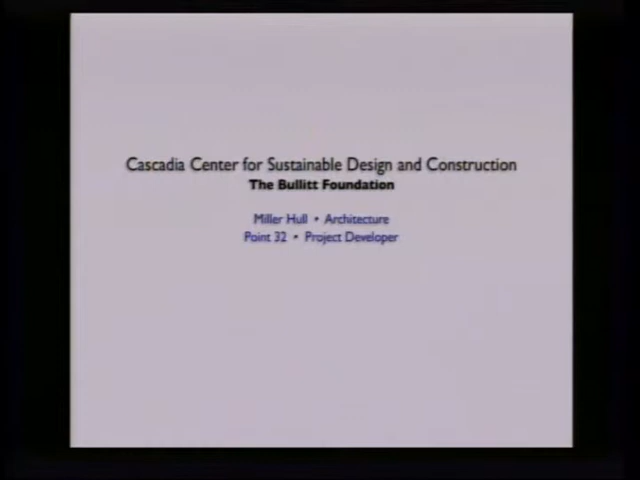 Cascadia Center for Sustainable Design and Construction
The Bullitt Foundation
Miller Hull • Architecture
Point 32 • Project Developer